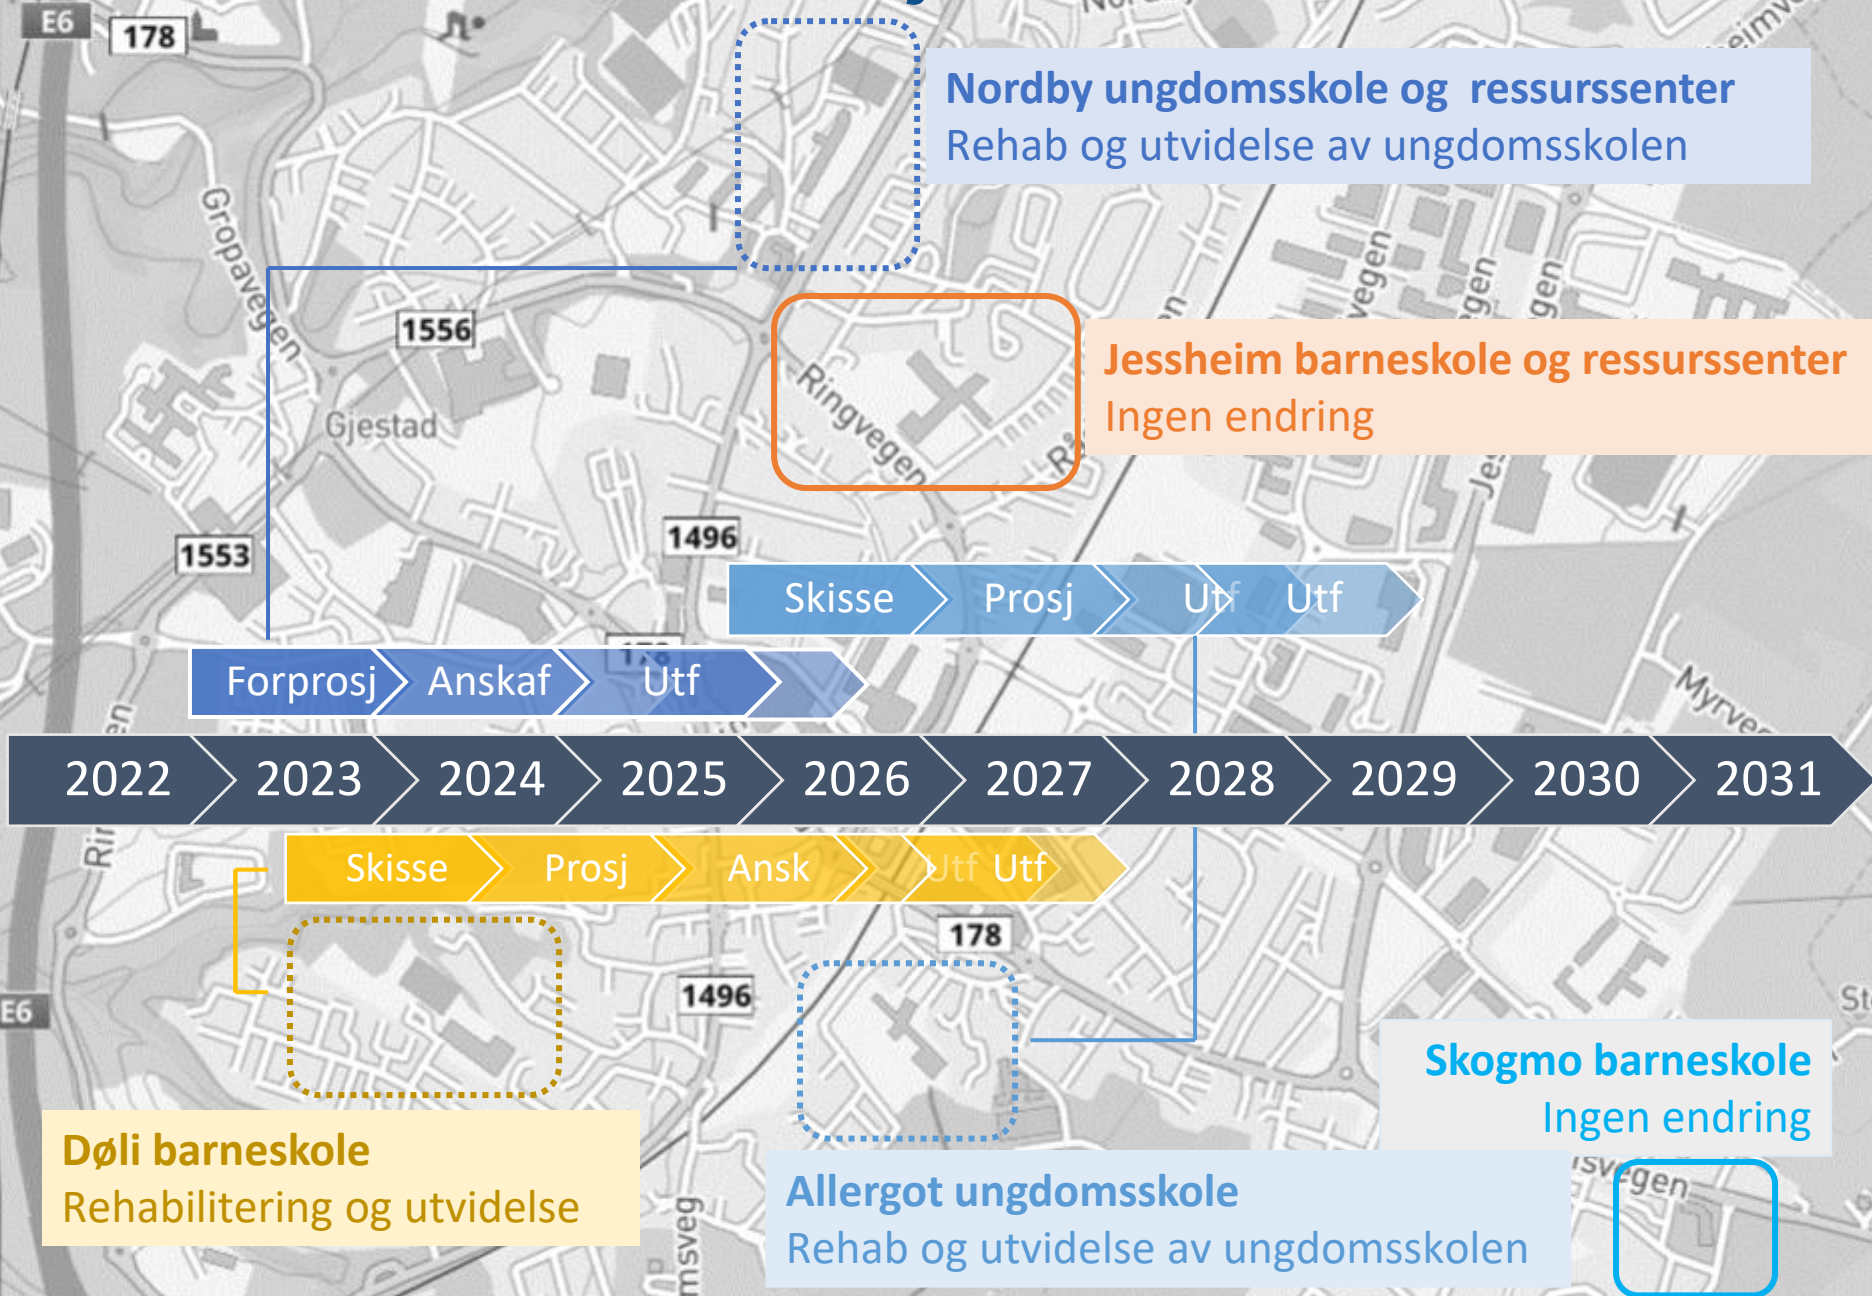 E6
178
Nordby ungdomsskole og ressurssenter
Rehab og utvidelse av ungdomsskolen
Gropavegen
1556
Jessheim barneskole og ressurssenter
Ingen endring
Ringvegen
Gjestad
1553
1496
Skisse Prosj Utf Utf
178
Forprosj Anskaf Utf
2022 2023 2024 2025 2026 2027 2028 2029 2030 2031
Skisse Prosj Ansk Utf Utf
178
1496
E6
Skogmo barneskole
Ingen endring
Døli barneskole
Rehabilitering og utvidelse
Allergot ungdomsskole
Rehab og utvidelse av ungdomsskolen